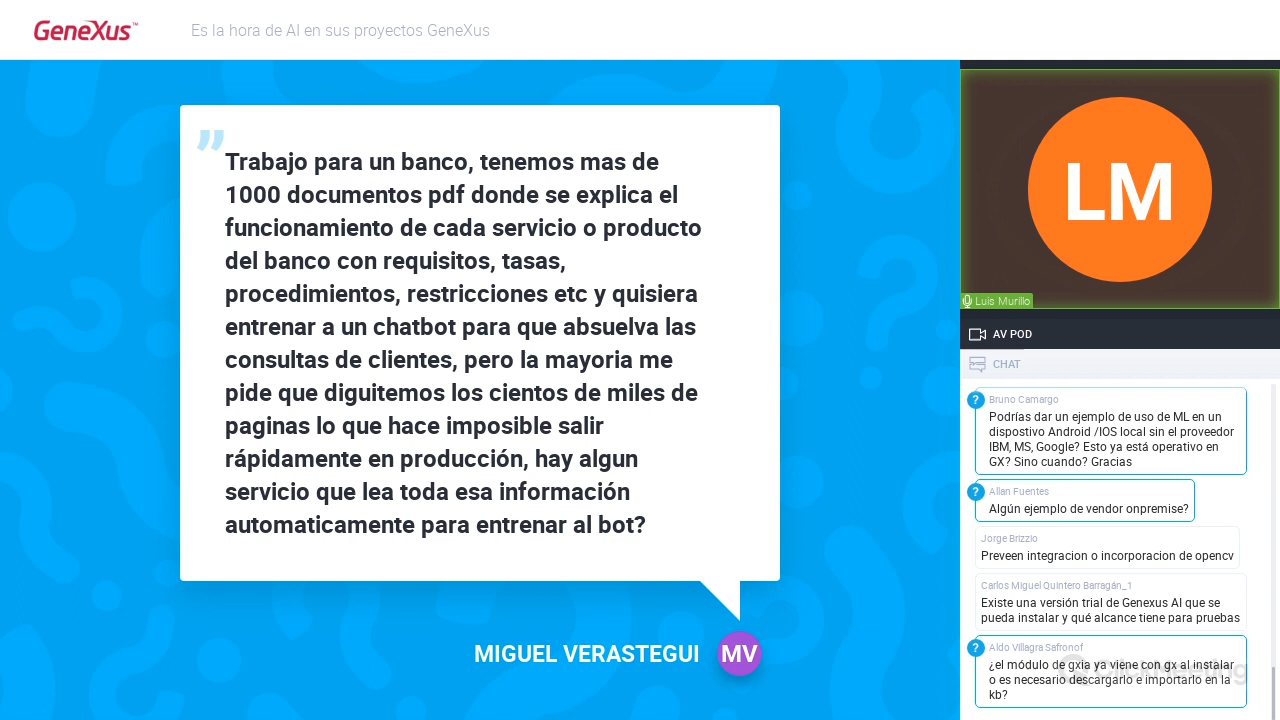 GeneXus™
Es la hora de AI en sus proyectos GeneXus
”
Trabajo para un banco, tenemos mas de
1000 documentos pdf donde se explica el
funcionamiento de cada servicio o producto
del banco con requisitos, tasas,
procedimientos, restricciones etc y quisiera
entrenar a un chatbot para que absuelva las
consultas de clientes, pero la mayoria me
pide que diguitemos los cientos de miles de
paginas lo que hace imposible salir
rápidamente en producción, hay algun
servicio que lea toda esa información
automaticamente para entrenar al bot?
MIGUEL VERASTEGUI
MV
LM
Luis Murillo
AV POD
CHAT
?
Bruno Camargo
Podrías dar un ejemplo de uso de ML en un
dispostivo Android /IOS local sin el proveedor
IBM, MS, Google? Esto ya está operativo en
GX? Sino cuando? Gracias
?
Allan Fuentes
Algún ejemplo de vendor onpremise?
Jorge Brizzio
Preveen integracion o incorporacion de opencv
Carlos Miguel Quintero Barragán_1
Existe una versión trial de Genexus AI que se
pueda instalar y qué alcance tiene para pruebas
?
Aldo Villagra Safronof
¿el módulo de gxia ya viene con gx al instalar
o es necesario descargarlo e importarlo en la
kb?
ClickMeeting